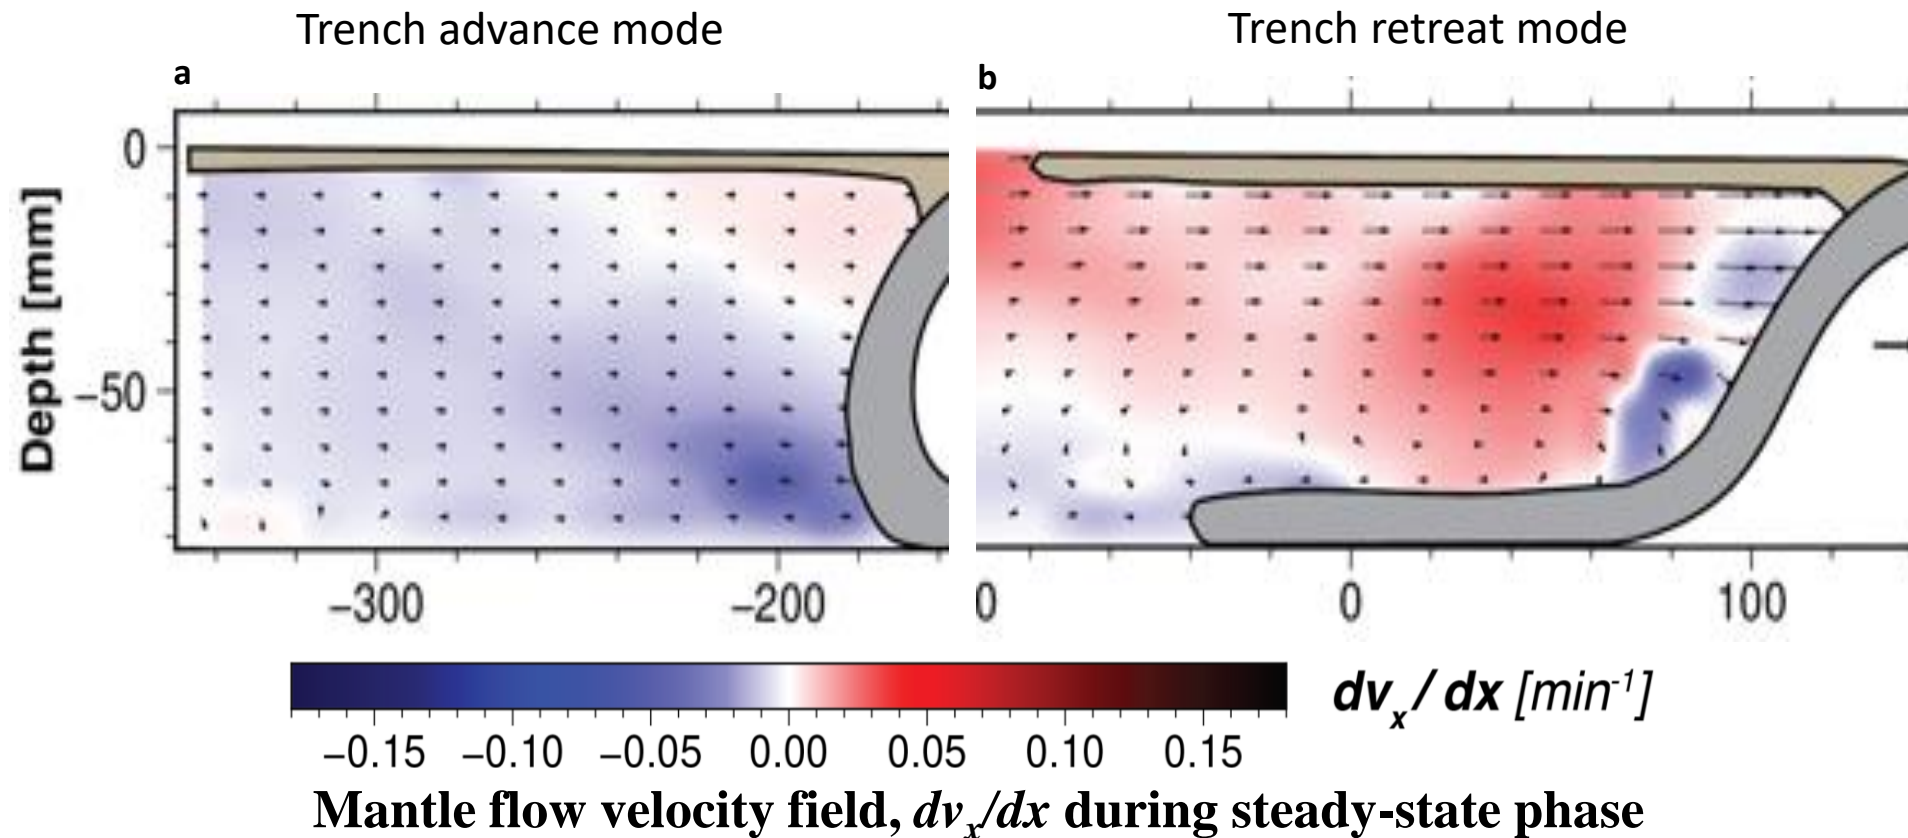 Trench advance mode
Trench retreat mode
a
b
0
Depth [mm]
−50
−300
−200
0
0
100
−0.15
−0.10
−0.05
0.00
0.05
0.10
0.15
dvₓ / dx [min⁻¹]
Mantle flow velocity field, dvₓ/dx during steady-state phase